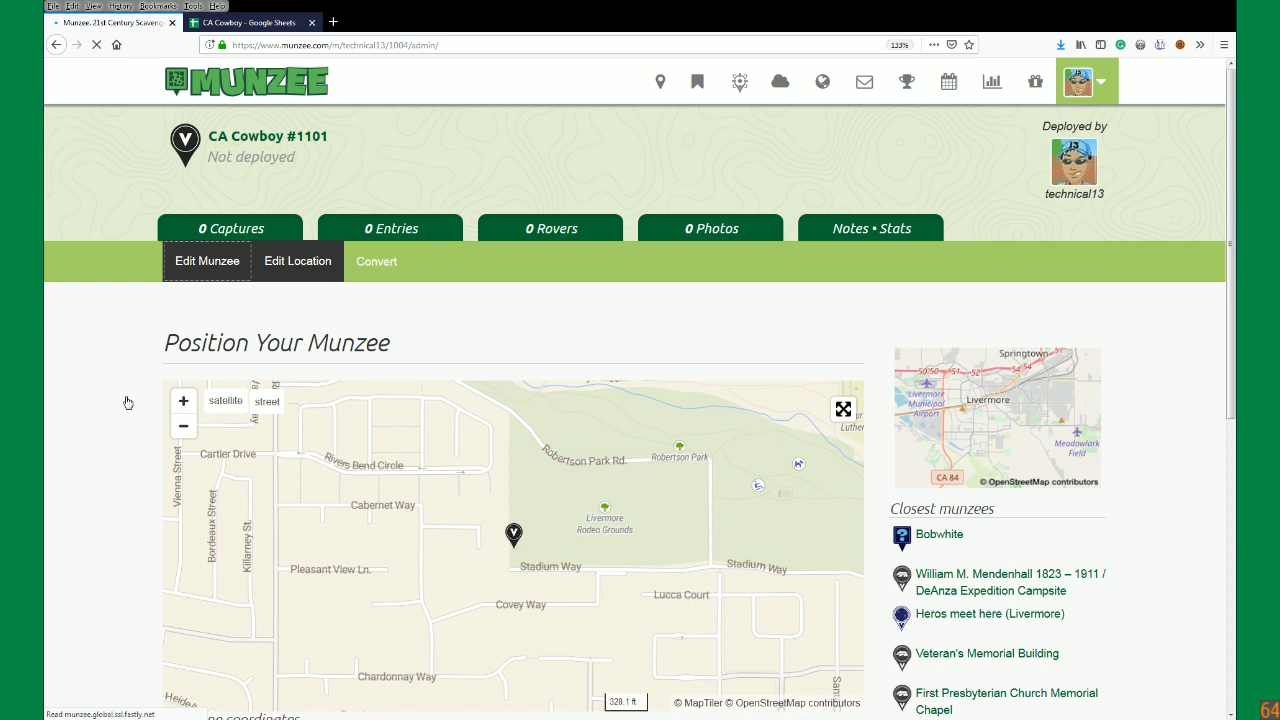 File Edit View History Bookmarks Tools Help
Munzee. 21st Century Scaveng
CA Cowboy - Google Sheets
https://www.munzee.com/m/technical13/1004/admin/
133%
MUNZEE
CA Cowboy #1101
Not deployed
Deployed by
technical13
0 Captures
0 Entries
0 Rovers
0 Photos
Notes • Stats
Edit Munzee
Edit Location
Convert
Position Your Munzee
+
satellite
street
−
Cartier Drive
Vienna Street
Bordeaux Street
Killarney St.
Rivers Bend Circle
Cabernet Way
Pleasant View Ln.
Robertson Park Rd.
Robertson Park
Livermore
Rodeo Grounds
Stadium Way
Stadium Way
Covey Way
Lucca Court
Chardonnay Way
328.1 ft
© MapTiler © OpenStreetMap contributors
Springtown
50 50 51 52
54 54
Livermore
Municipal
Airport
Livermore
Meadowlark
Field
CA 84
© OpenStreetMap contributors
Closest munzees
Bobwhite
William M. Mendenhall 1823 – 1911 /
DeAnza Expedition Campsite
Heros meet here (Livermore)
Veteran's Memorial Building
First Presbyterian Church Memorial
Chapel
Read munzee.global.ssl.fastly.net
64